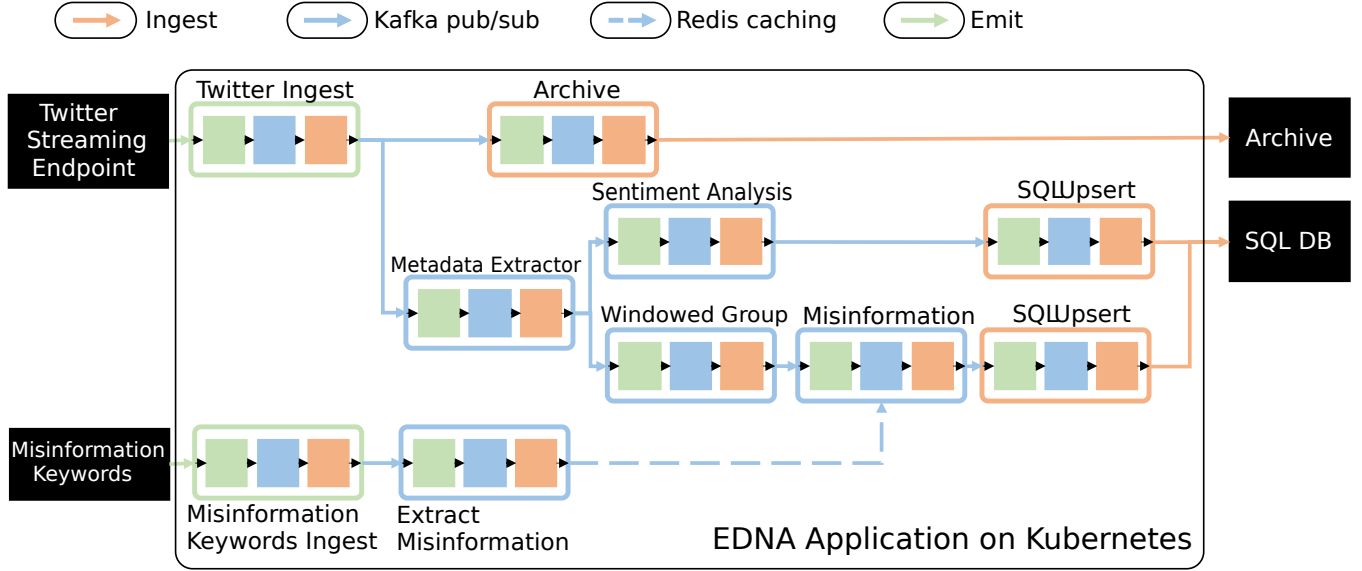 Ingest
Kafka pub/sub
Redis caching
Emit
Twitter
Streaming
Endpoint
Twitter Ingest
Archive
Archive
Sentiment Analysis
SQLUpsert
SQL DB
Metadata Extractor
Windowed Group
Misinformation
SQLUpsert
Misinformation
Keywords
Misinformation
Keywords Ingest
Extract
Misinformation
EDNA Application on Kubernetes